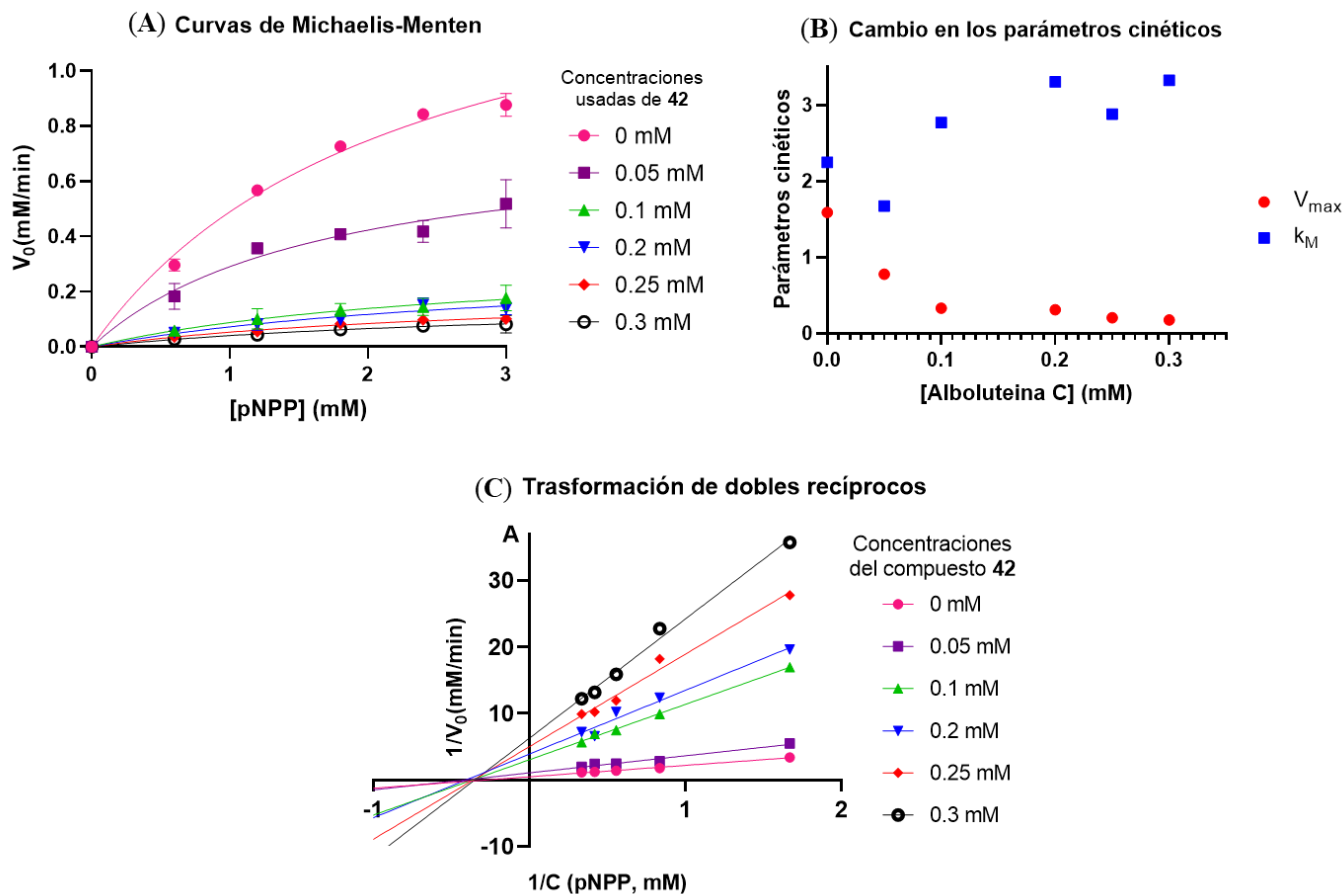 (A) Curvas de Michaelis-Menten
V0(mM/min)
1.0
0.8
0.6
0.4
0.2
0.0
0
1
2
3
[pNPP] (mM)
Concentraciones
usadas de 42
0 mM
0.05 mM
0.1 mM
0.2 mM
0.25 mM
0.3 mM
(B) Cambio en los parámetros cinéticos
Parámetros cinéticos
3
2
1
0
0.0
0.1
0.2
0.3
[Alboluteina C] (mM)
Vmax
kM
(C) Trasformación de dobles recíprocos
A
1/V0(mM/min)
30
20
10
-10
-1
0
1
2
1/C (pNPP, mM)
Concentraciones
del compuesto 42
0 mM
0.05 mM
0.1 mM
0.2 mM
0.25 mM
0.3 mM